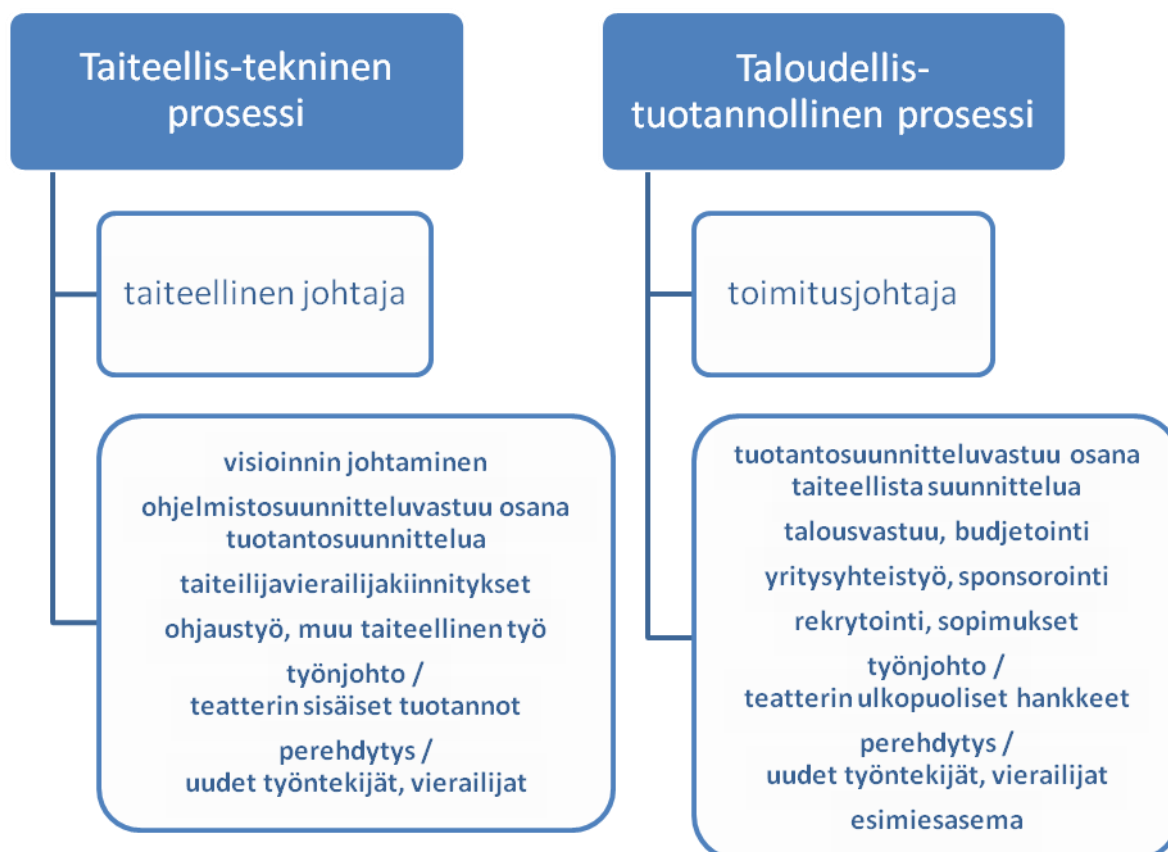 Taiteellis-tekninen
prosessi
taiteellinen johtaja
visioinnin johtaminen
ohjelmistosuunnitteluvastuu osana
tuotantosuunnittelua
taiteilijavierailijakiinnitykset
ohjaustyö, muu taiteellinen työ
työnjohto /
teatterin sisäiset tuotannot
perehdytys /
uudet työntekijät, vierailijat
Taloudellis-
tuotannollinen prosessi
toimitusjohtaja
tuotantosuunnitteluvastuu osana
taiteellista suunnittelua
talousvastuu, budjetointi
yritysyhteistyö, sponsorointi
rekrytointi, sopimukset
työnjohto /
teatterin ulkopuoliset hankkeet
perehdytys /
uudet työntekijät, vierailijat
esimiesasema